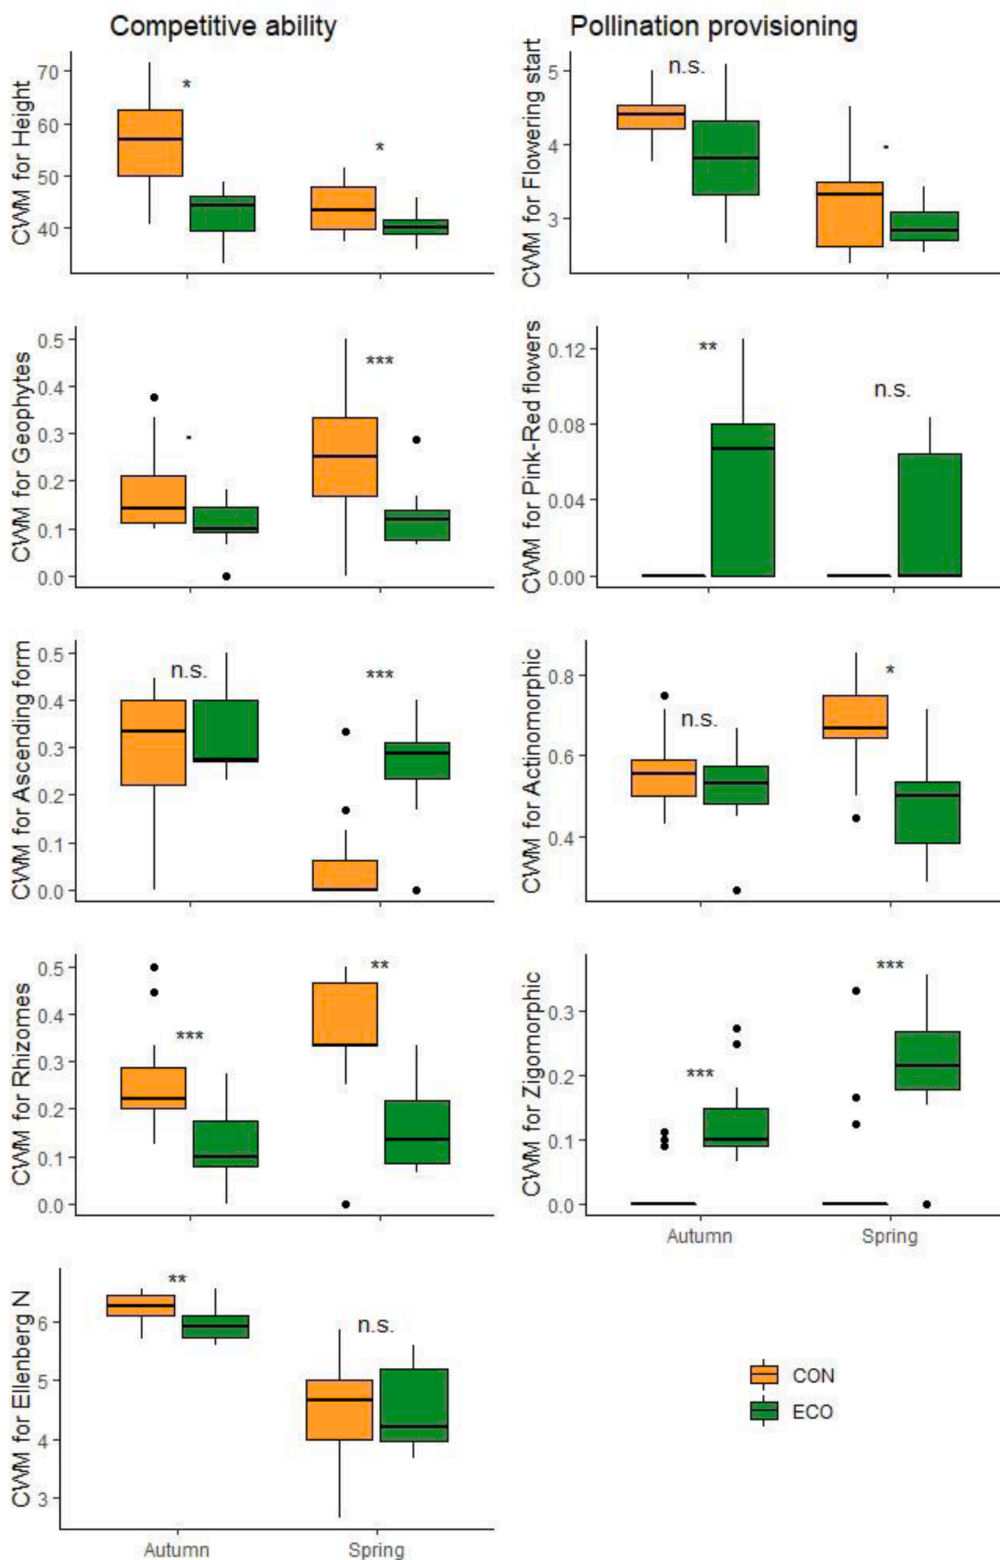 Competitive ability
Pollination provisioning
CWM for Height
70
60
50
40
*
*
CWM for Flowering start
5
4
3
n.s.
.
CWM for Geophytes
0.5
0.4
0.3
0.2
0.1
0.0
.
***
CWM for Pink-Red flowers
0.12
0.08
0.04
0.00
**
n.s.
CWM for Ascending form
0.5
0.4
0.3
0.2
0.1
0.0
n.s.
***
CWM for Actinomorphic
0.8
0.6
0.4
n.s.
*
CWM for Rhizomes
0.5
0.4
0.3
0.2
0.1
0.0
***
**
CWM for Zigomorphic
0.3
0.2
0.1
0.0
***
***
Autumn
Spring
CWM for Ellenberg N
6
5
4
3
**
n.s.
Autumn
Spring
CON
ECO